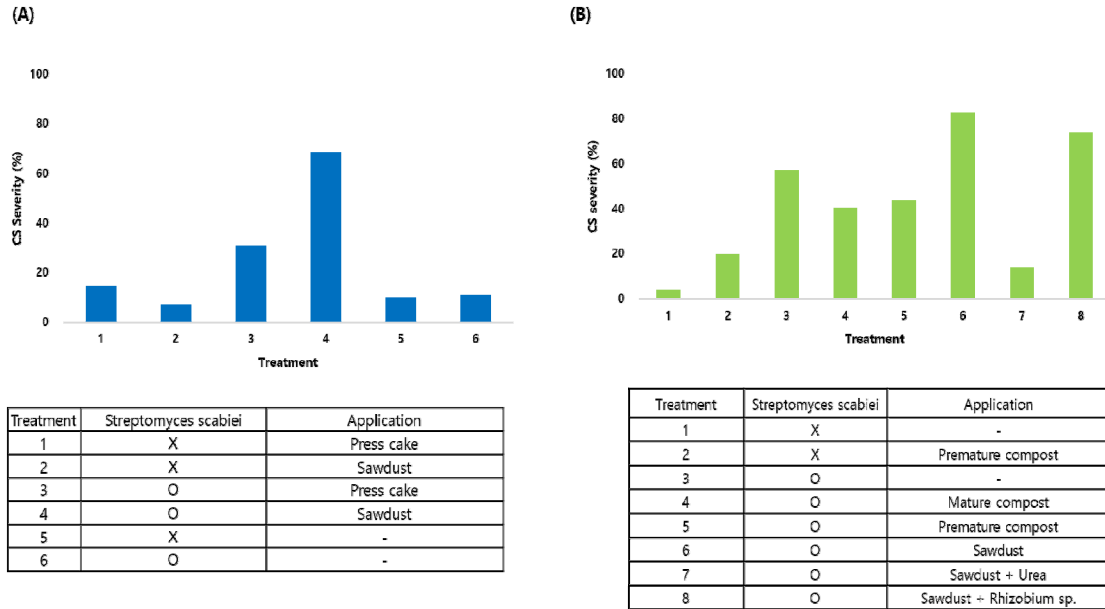 (A)
(B)
100
80
60
40
20
0
CS Severity (%)
1 2 3 4 5 6
Treatment
100
80
60
40
20
0
CS severity (%)
1 2 3 4 5 6 7 8
Treatment
Treatment Streptomyces scabiei Application
1 X Press cake
2 X Sawdust
3 O Press cake
4 O Sawdust
5 X -
6 O -
Treatment Streptomyces scabiei Application
1 X -
2 X Premature compost
3 O -
4 O Mature compost
5 O Premature compost
6 O Sawdust
7 O Sawdust + Urea
8 O Sawdust + Rhizobium sp.